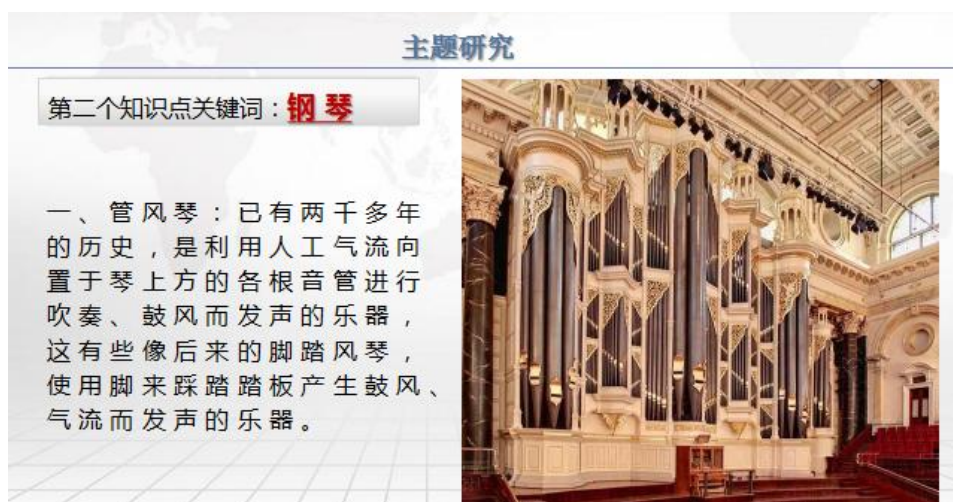 主题研究
第二个知识点关键词：钢 琴
一、管风琴：已有两千多年
的历史，是利用人工气流向
置于琴上方的各根音管进行
吹奏、鼓风而发声的乐器，
这有些像后来的脚踏风琴，
使用脚来踩踏踏板产生鼓风、
气流而发声的乐器。